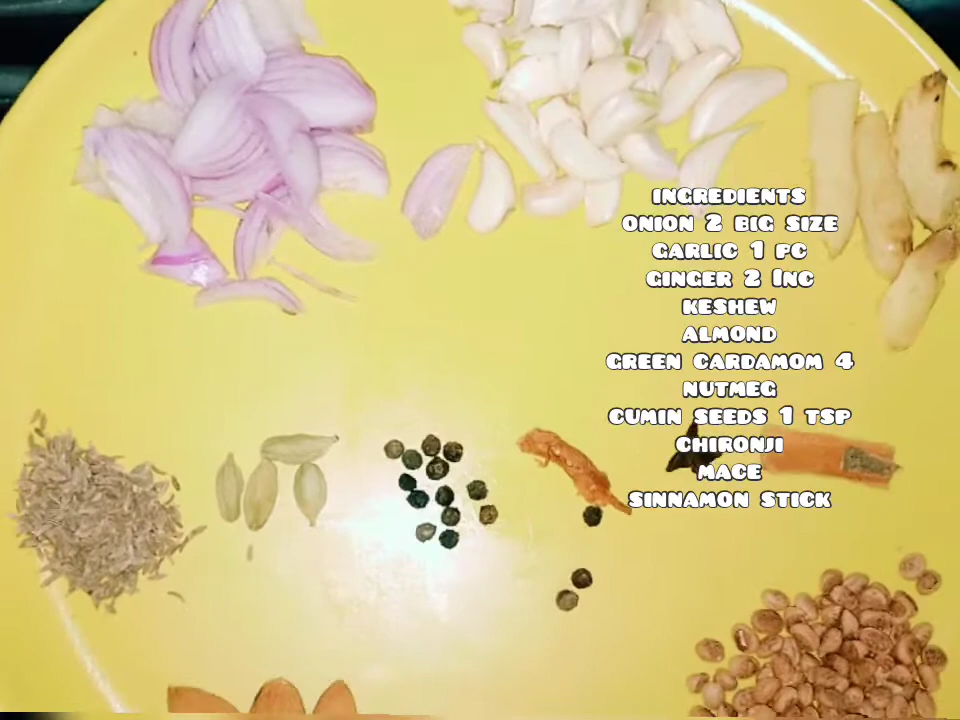 INGREDIENTS
ONION 2 BIG SIZE
GARLIC 1 PC
GINGER 2 INC
KESHEW
ALMOND
GREEN CARDAMOM 4
NUTMEG
CUMIN SEEDS 1 TSP
CHIRONJI
MACE
SINNAMON STICK